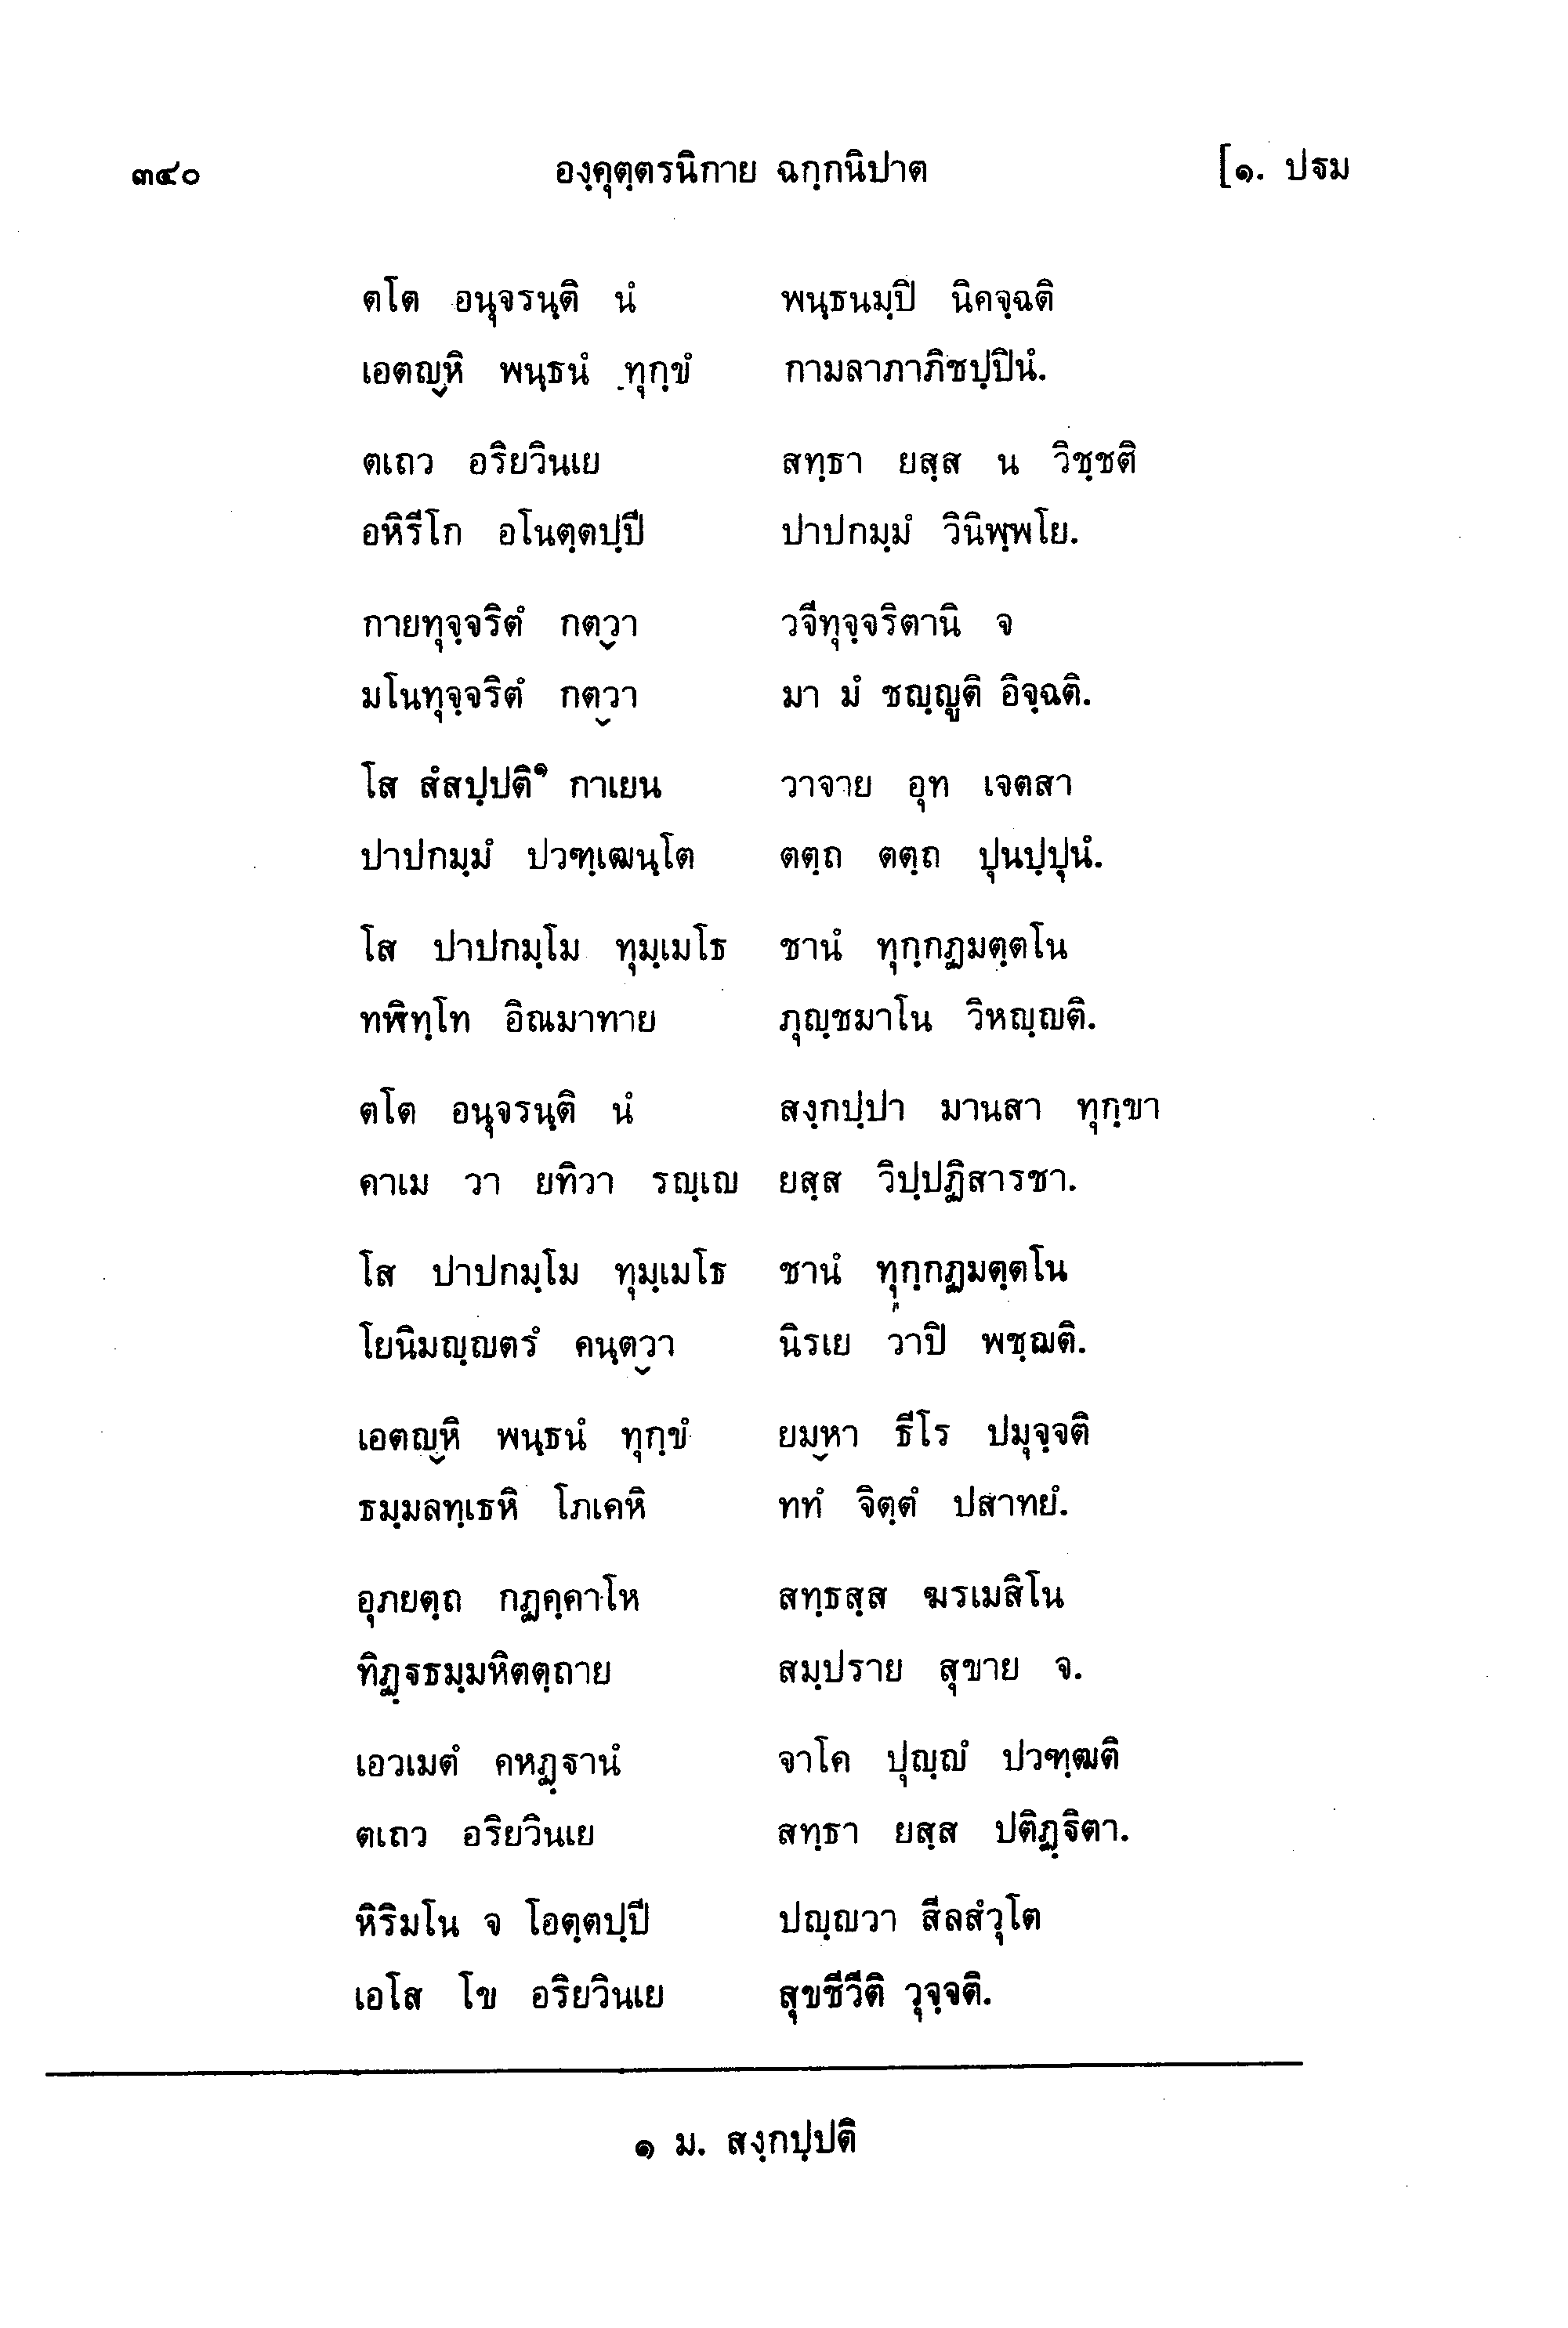 ๓๔๐ องฺคุตฺตรนิกาย ฉกฺกนิปาต [๑. ปฐม
ตโต อนุจรนฺติ นํ พนฺธนมฺปิ นิคจฺฉติ
เอตญฺหิ พนฺธนํ ทุกฺขํ กามลาภาภิชปฺปินํ.
ตเถว อริยวินเย สทฺธา ยสฺส น วิชฺชติ
อหิรีโก อโนตฺตปฺปี ปาปกมฺมํ วินิพฺพโย.
กายทุจฺจริตํ กตฺวา วจีทุจฺจริตานิ จ
มโนทุจฺจริตํ กตฺวา มา มํ ชญฺญูติ อิจฺฉติ.
โส สํสปฺปติ๑ กาเยน วาจาย อุท เจตสา
ปาปกมฺมํ ปวฑฺเฒนฺโต ตตฺถ ตตฺถ ปุนปฺปุนํ.
โส ปาปกมฺโม ทุมฺเมโธ ชานํ ทุกฺกฏมตฺตโน
ทฬิทฺโท อิณมาทาย ภุญฺชมาโน วิหญฺญติ.
ตโต อนุจรนฺติ นํ สงฺกปฺปา มานสา ทุกฺขา
คาเม วา ยทิวา รญฺเญ ยสฺส วิปฺปฏิสารชา.
โส ปาปกมฺโม ทุมฺเมโธ ชานํ ทุกฺกฏมตฺตโน
โยนิมญฺญตรํ คนฺตฺวา นิรเย วาปิ พชฺฌติ.
เอตญฺหิ พนฺธนํ ทุกฺขํ ยมฺหา ธีโร ปมุจฺจติ
ธมฺมลทฺเธหิ โภเคหิ ททํ จิตฺตํ ปสาทยํ.
อุภยตฺถ กฏคฺคาโห สทฺธสฺส ฆรเมสิโน
ทิฏฺฐธมฺมหิตตฺถาย สมฺปราย สุขาย จ.
เอวเมตํ คหฏฺฐานํ จาโค ปุญฺญํ ปวฑฺฒติ
ตเถว อริยวินเย สทฺธา ยสฺส ปติฏฺฐิตา.
หิริมโน จ โอตฺตปฺปี ปญฺญวา สีลสํวุโต
เอโส โข อริยวินเย สุขชีวีติ วุจฺจติ.
๑ ม. สงฺกปฺปติ